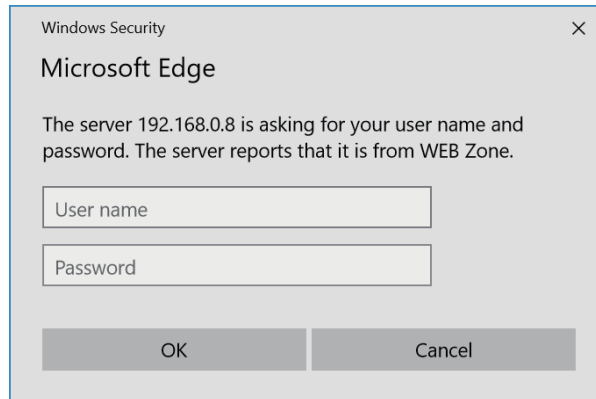 Windows Security
Microsoft Edge
The server 192.168.0.8 is asking for your user name and
password. The server reports that it is from WEB Zone.
User name
Password
OK
Cancel